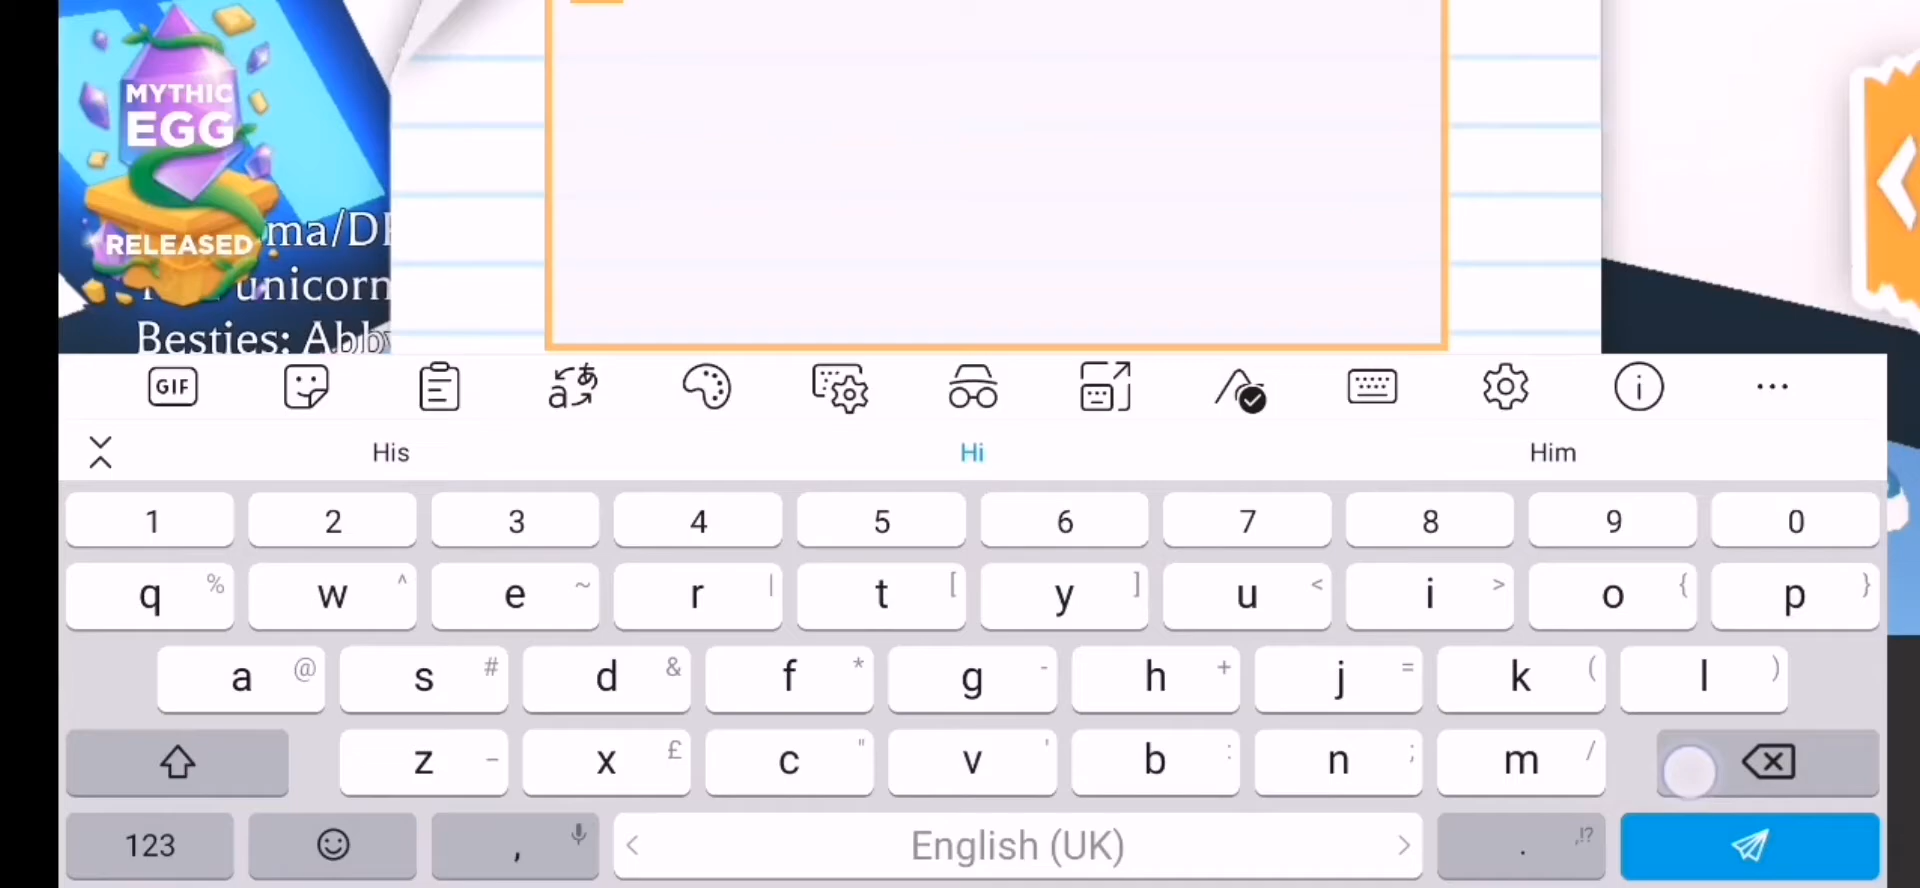 MYTHIC
EGG
RELEASED
ma/D
unicorn
Besties: Abby
GIF
His Hi Him
1 2 3 4 5 6 7 8 9 0
q % w ^ e ~ r | t [ y ] u < i > o { p }
a @ s # d & f * g - h + j = k ( l )
z _ x £ c " v ' b : n ; m /
123 , < English (UK) > . ,!?